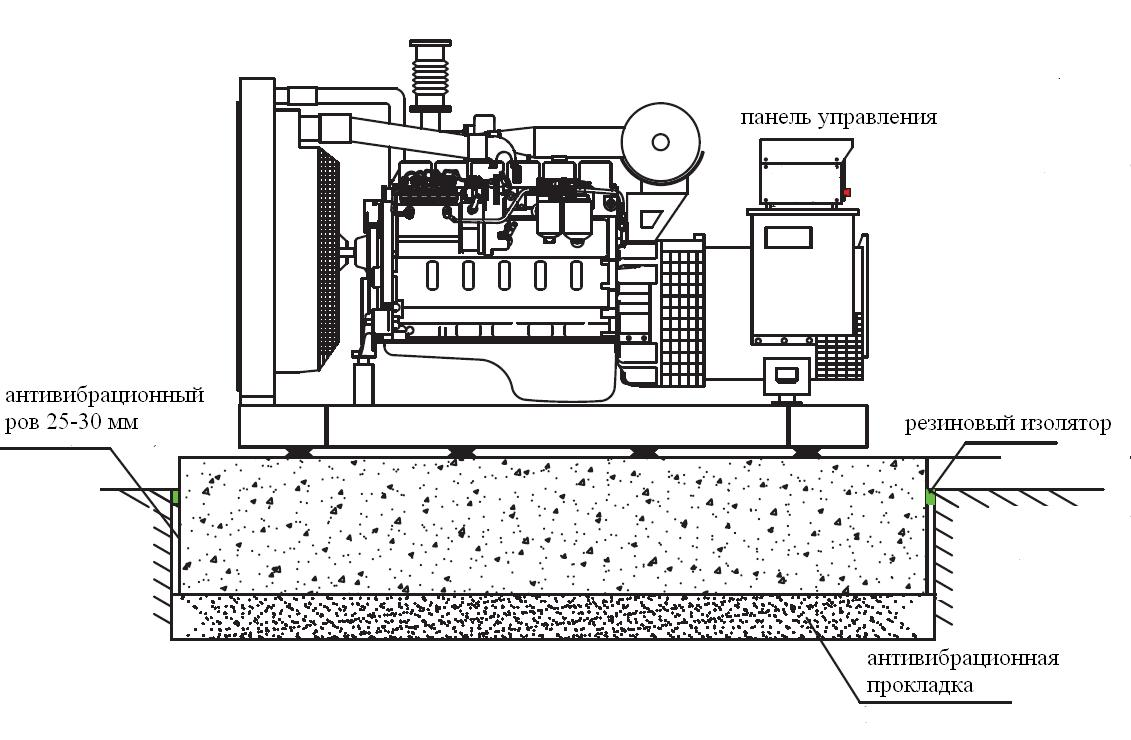 панель управления
антивибрационный
ров 25-30 мм
резиновый изолятор
антивибрационная
прокладка